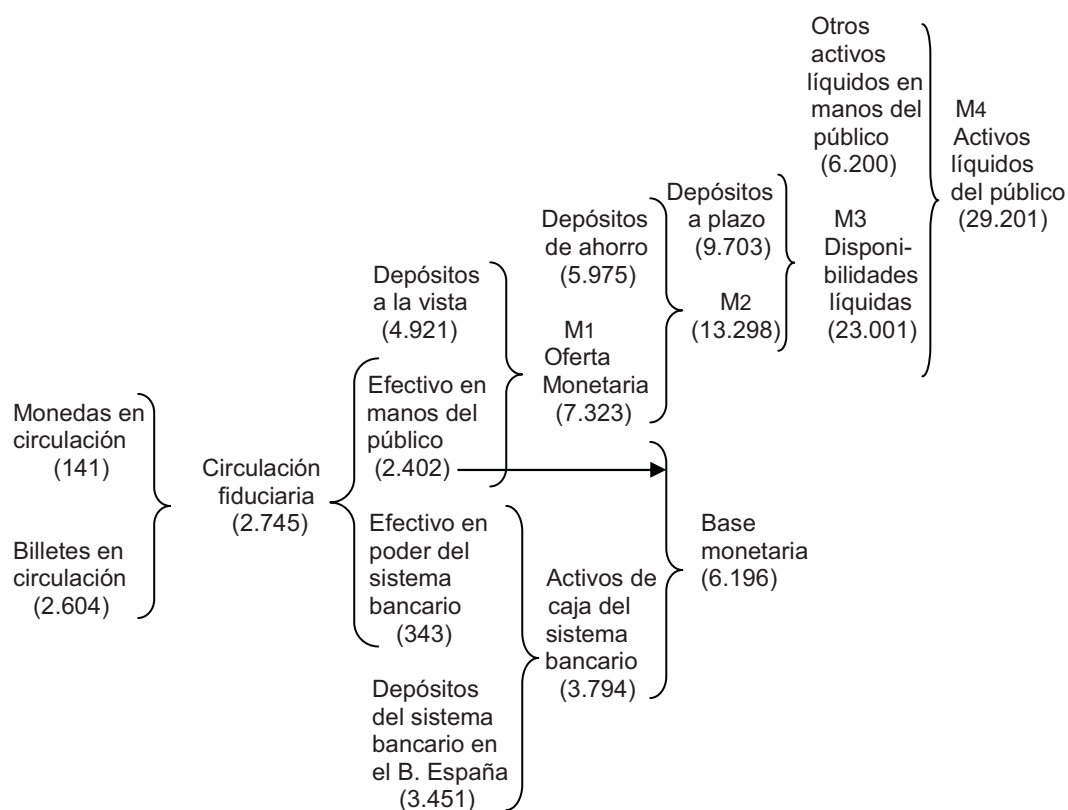 Monedas en
circulación
(141)
Billetes en
circulación
(2.604)
Circulación
fiduciaria
(2.745)
Depósitos
a la vista
(4.921)
Efectivo en
manos del
público
(2.402)
Efectivo en
poder del
sistema
bancario
(343)
Depósitos
del sistema
bancario en
el B. España
(3.451)
Depósitos
de ahorro
(5.975)
M1
Oferta
Monetaria
(7.323)
Activos de
caja del
sistema
bancario
(3.794)
Depósitos
a plazo
(9.703)
M2
(13.298)
Base
monetaria
(6.196)
Otros
activos
líquidos en
manos del
público
(6.200)
M3
Disponi-
bilidades
líquidas
(23.001)
M4
Activos
líquidos
del público
(29.201)